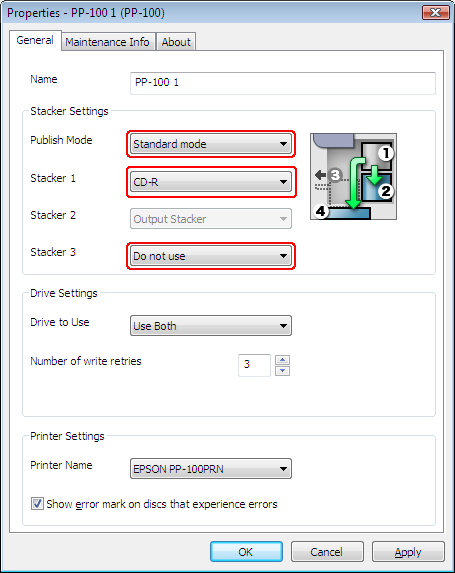 Properties - PP-100 1 (PP-100)
General Maintenance Info About
Name PP-100 1
Stacker Settings
Publish Mode Standard mode
Stacker 1 CD-R
Stacker 2 Output Stacker
Stacker 3 Do not use
1
3
2
4
Drive Settings
Drive to Use Use Both
Number of write retries 3
Printer Settings
Printer Name EPSON PP-100PRN
Show error mark on discs that experience errors
OK Cancel Apply